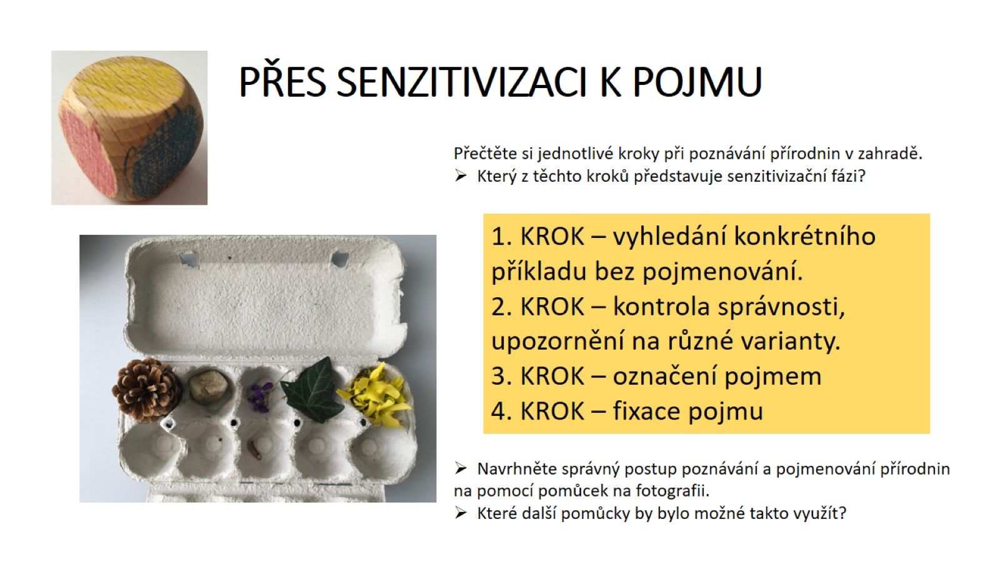 PŘES SENZITIVIZACI K POJMU
Přečtěte si jednotlivé kroky při poznávání přírodnin v zahradě.
➢ Který z těchto kroků představuje senzitivizační fázi?
1. KROK – vyhledání konkrétního
příkladu bez pojmenování.
2. KROK – kontrola správnosti,
upozornění na různé varianty.
3. KROK – označení pojmem
4. KROK – fixace pojmu
➢ Navrhněte správný postup poznávání a pojmenování přírodnin
na pomocí pomůcek na fotografii.
➢ Které další pomůcky by bylo možné takto využít?